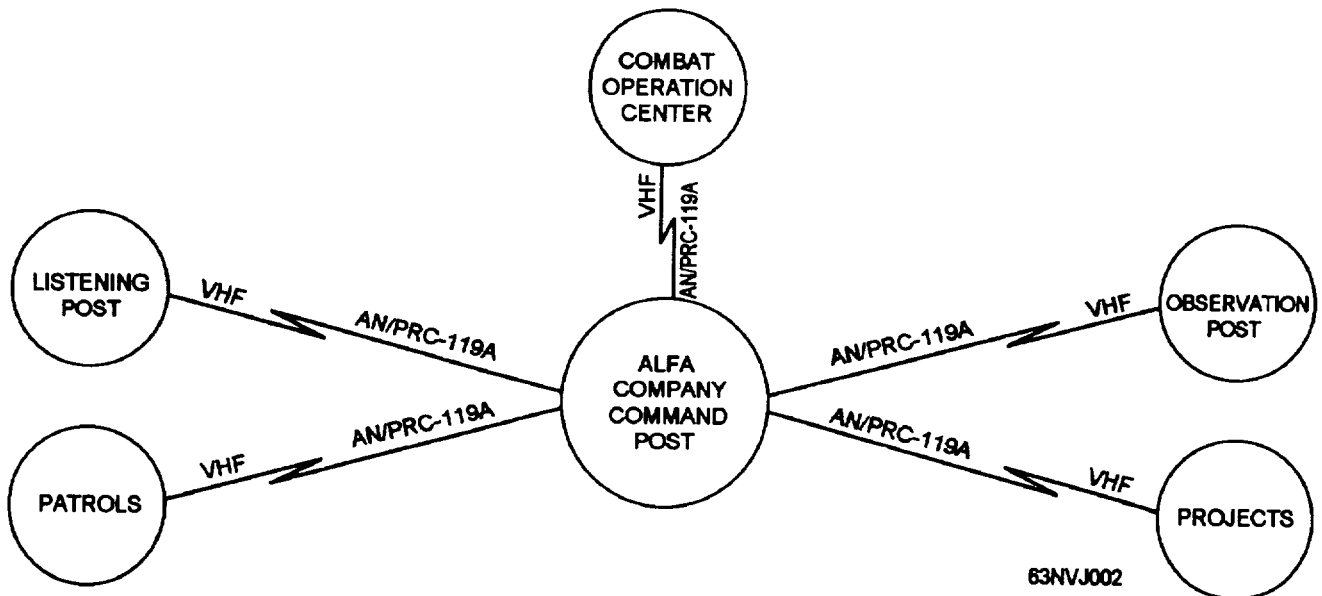 COMBAT
OPERATION
CENTER
VHF
AN/PRC-119A
LISTENING
POST
VHF
AN/PRC-119A
ALFA
COMPANY
COMMAND
POST
AN/PRC-119A
VHF
OBSERVATION
POST
PATROLS
VHF
AN/PRC-119A
AN/PRC-119A
VHF
PROJECTS
63NVJ002